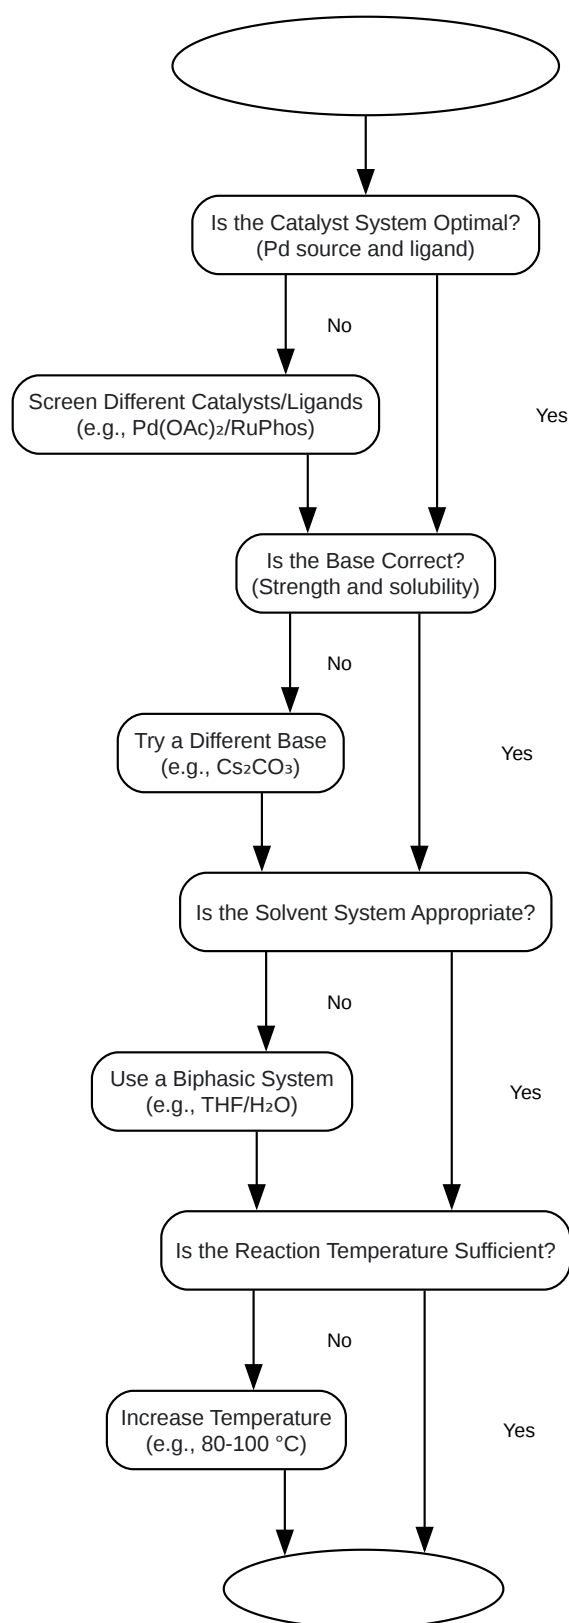 Is the Catalyst System Optimal?
(Pd source and ligand)
No
Screen Different Catalysts/Ligands
(e.g., Pd(OAc)₂/RuPhos)
Yes
Is the Base Correct?
(Strength and solubility)
No
Try a Different Base
(e.g., Cs₂CO₃)
Yes
Is the Solvent System Appropriate?
No
Use a Biphasic System
(e.g., THF/H₂O)
Yes
Is the Reaction Temperature Sufficient?
No
Increase Temperature
(e.g., 80-100 °C)
Yes